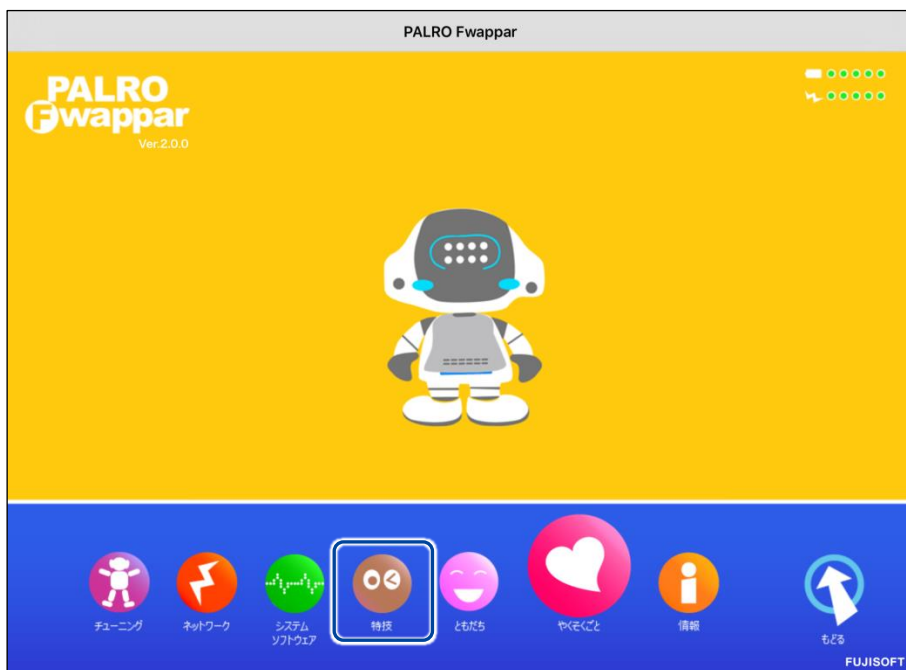 PALRO Fwappar
PALRO
Fwappar
Ver.2.0.0
チューニング
ネットワーク
システム
ソフトウェア
特技
ともだち
やくそくごと
情報
もどる
FUJISOFT